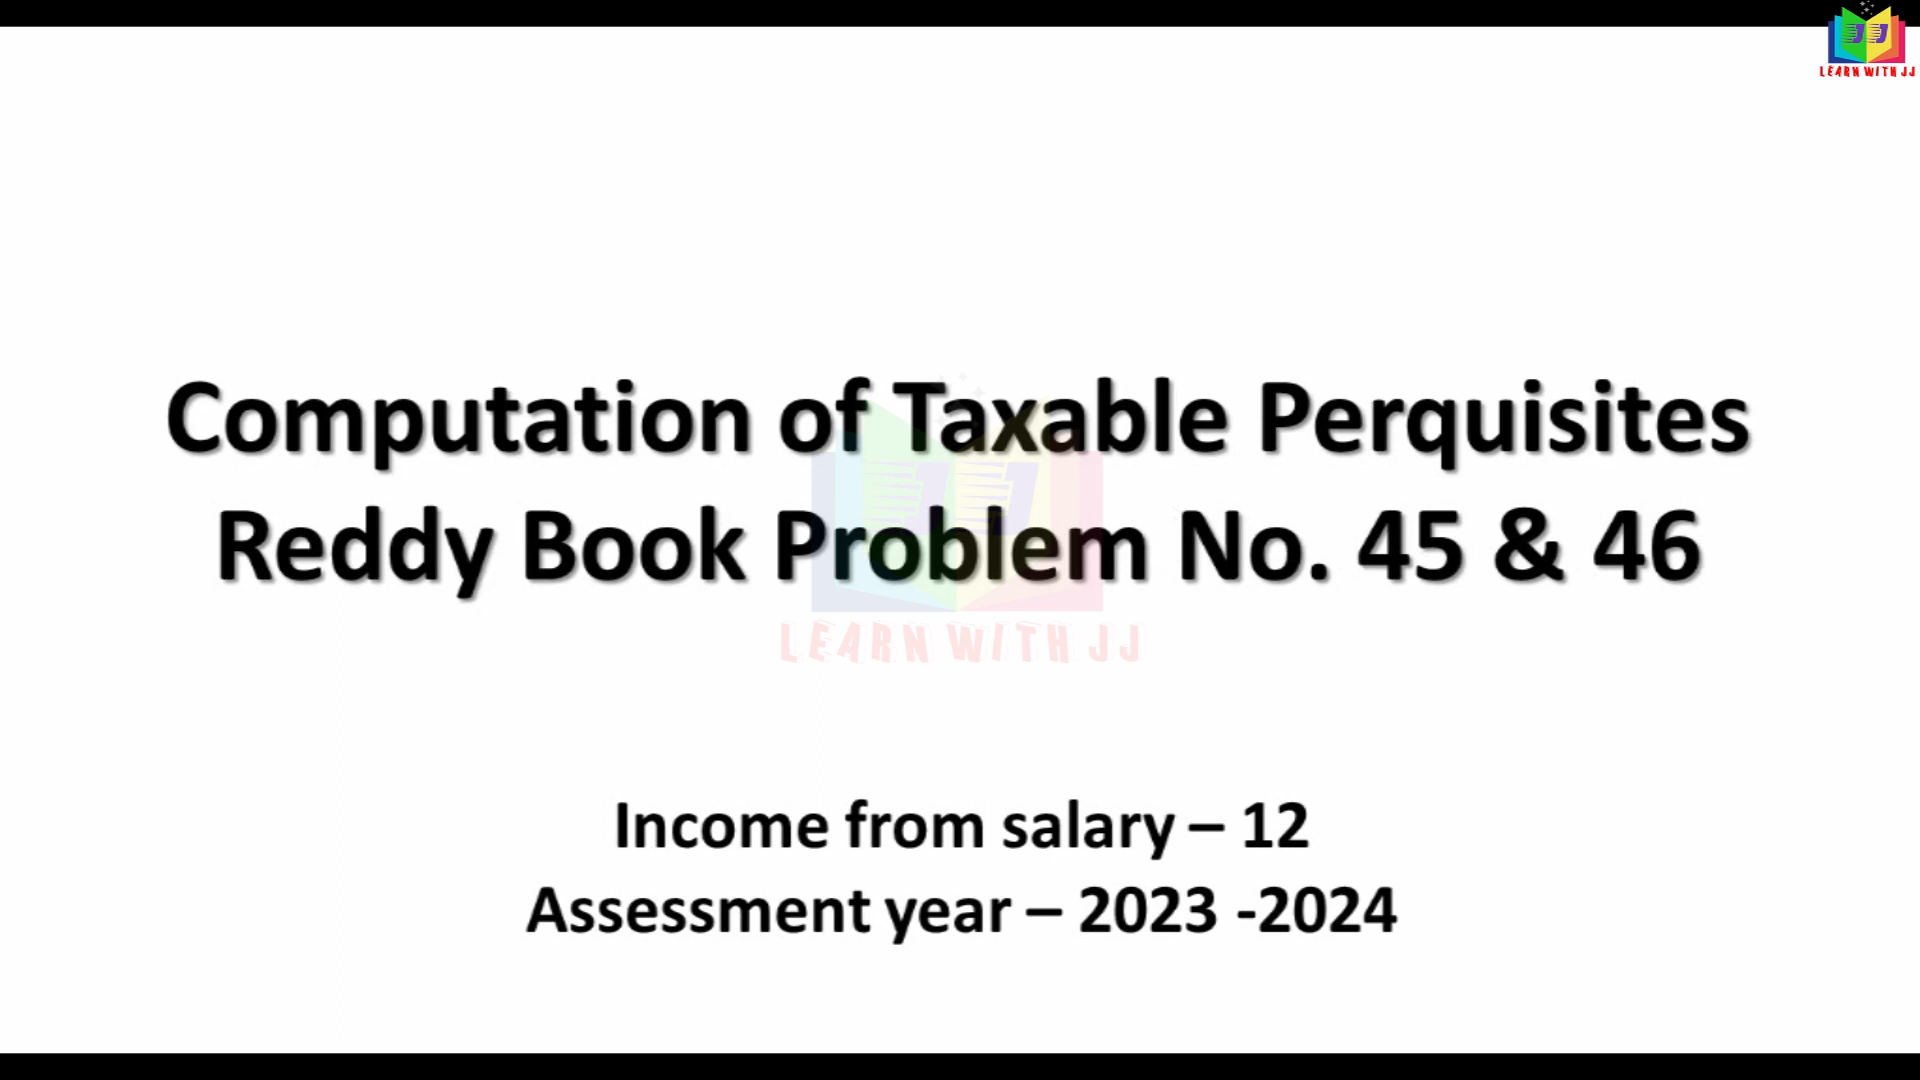 LEARN WITH JJ
Computation of Taxable Perquisites
Reddy Book Problem No. 45 & 46
LEARN WITH JJ
Income from salary – 12
Assessment year – 2023 -2024